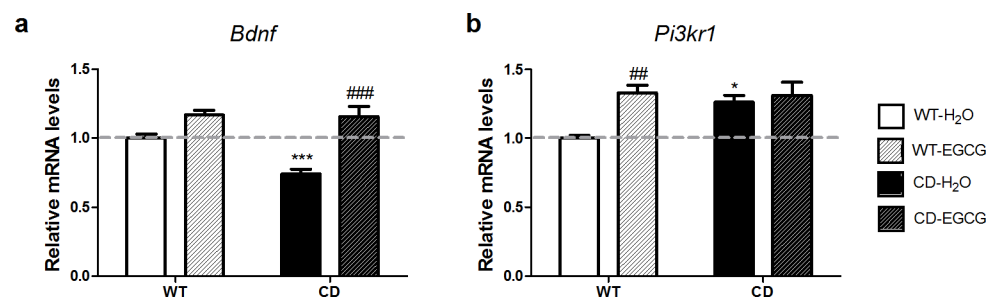 a
Bdnf
Relative mRNA levels
1.5
1.0
0.5
0.0
***
###
WT
CD
b
Pi3kr1
Relative mRNA levels
1.5
1.0
0.5
0.0
##
*
WT
CD
WT-H₂O
WT-EGCG
CD-H₂O
CD-EGCG